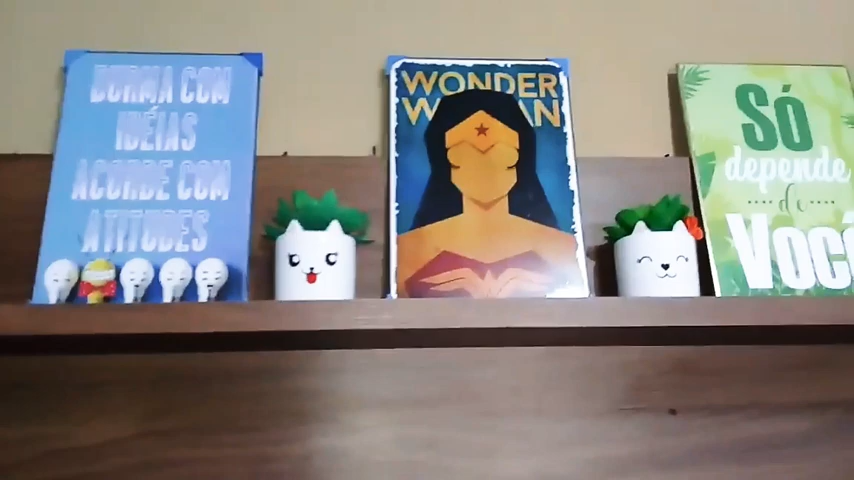 DURMA COM
IDÉIAS
ACORDE COM
ATITUDES
WONDER
WOMAN
Só
depende
de
Você